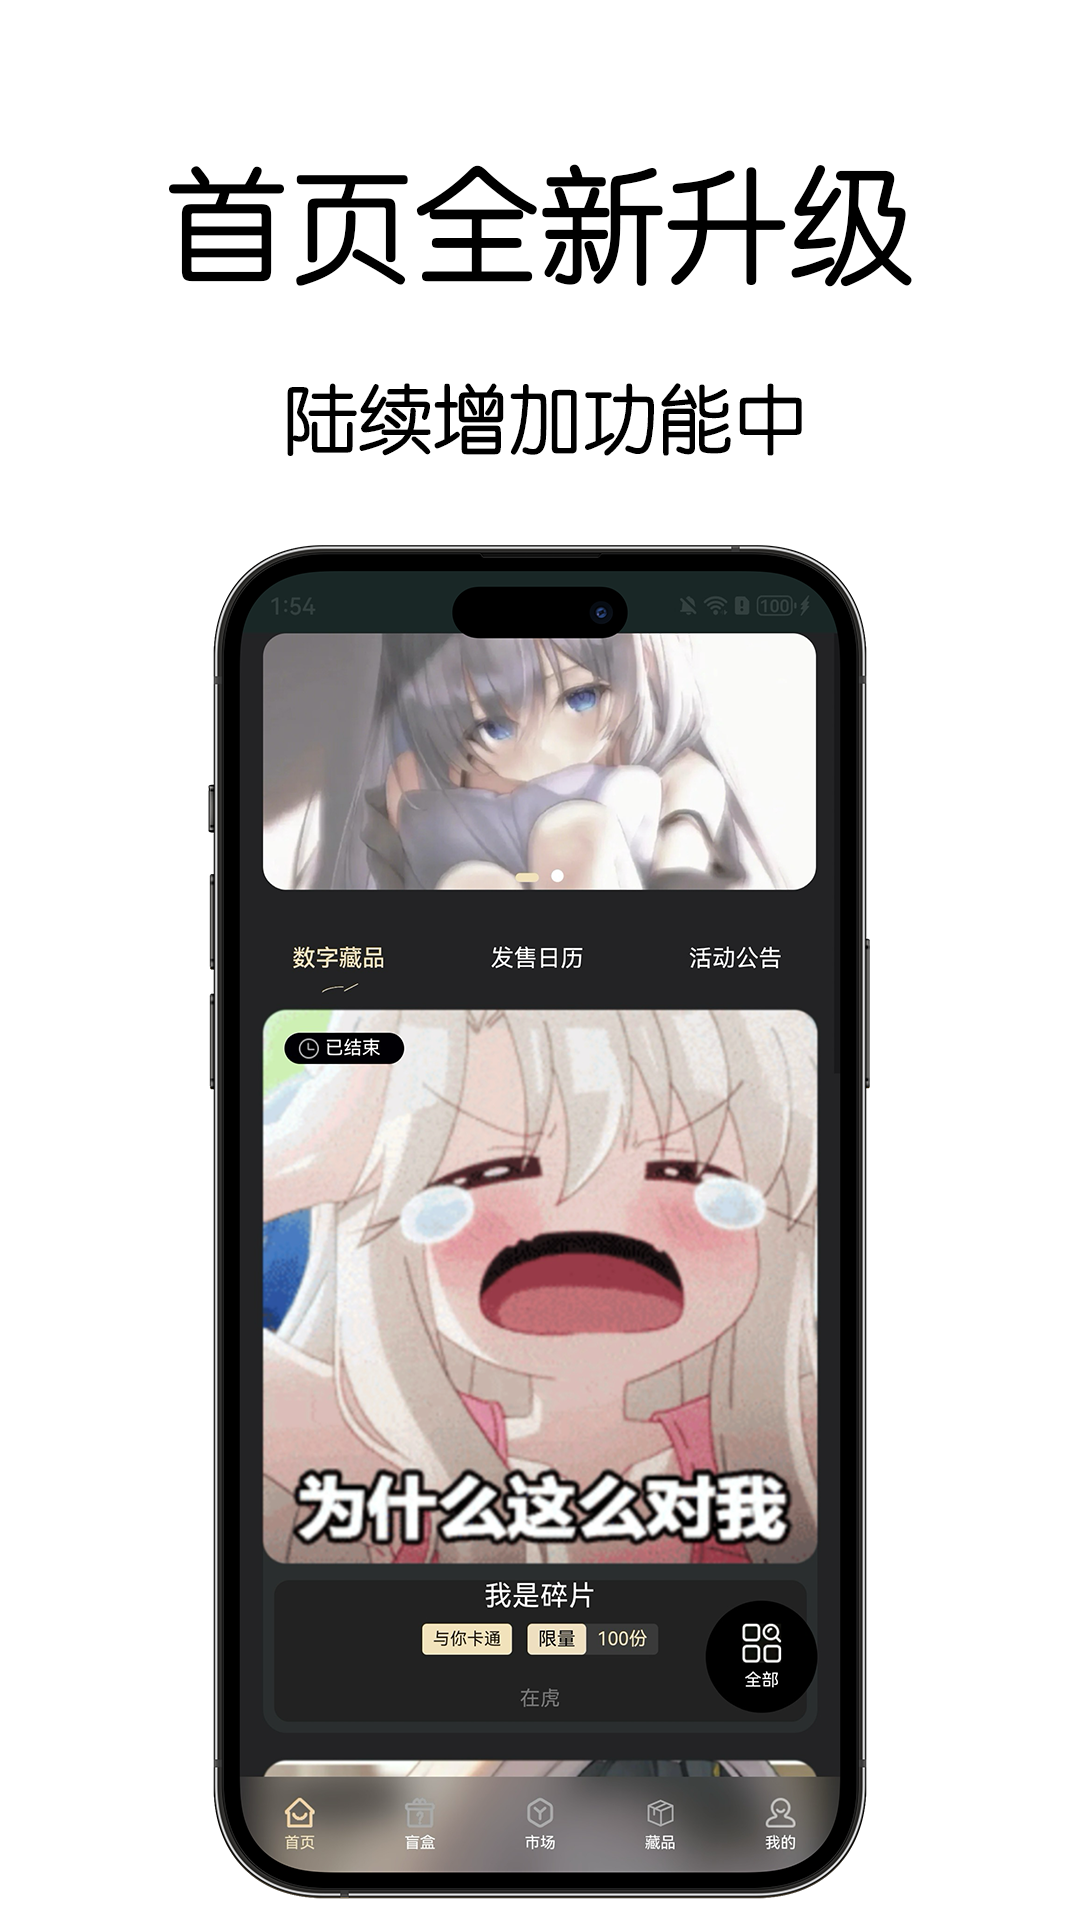 首页全新升级
陆续增加功能中
1:54
100
数字藏品 发售日历 活动公告
已结束
为什么这么对我
我是碎片
与你卡通 限量 100份
在虎
全部
首页 盲盒 市场 藏品 我的